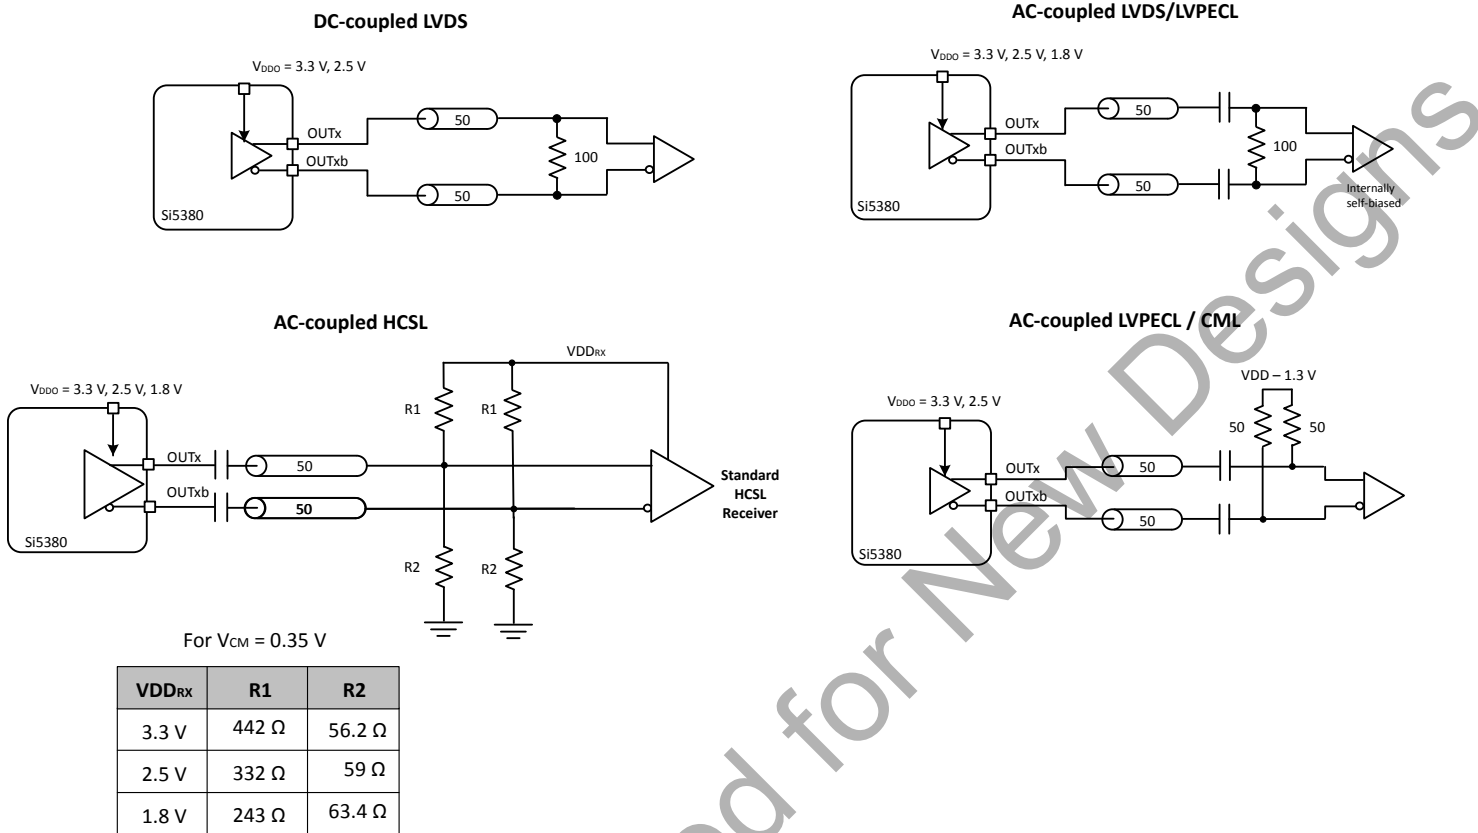 DC-coupled LVDS
VDDO = 3.3 V, 2.5 V
OUTx
OUTxb
50
50
100
Si5380
AC-coupled LVDS/LVPECL
VDDO = 3.3 V, 2.5 V, 1.8 V
OUTx
OUTxb
50
50
100
Internally
self-biased
Si5380
AC-coupled HCSL
VDDRX
VDDO = 3.3 V, 2.5 V, 1.8 V
R1
R1
OUTx
50
OUTxb
50
Standard
HCSL
Receiver
Si5380
R2
R2
For VCM = 0.35 V
VDDRX R1 R2
3.3 V 442 Ω 56.2 Ω
2.5 V 332 Ω 59 Ω
1.8 V 243 Ω 63.4 Ω
AC-coupled LVPECL / CML
VDD – 1.3 V
VDDO = 3.3 V, 2.5 V
50
50
OUTx
50
OUTxb
50
Si5380
for New Designs